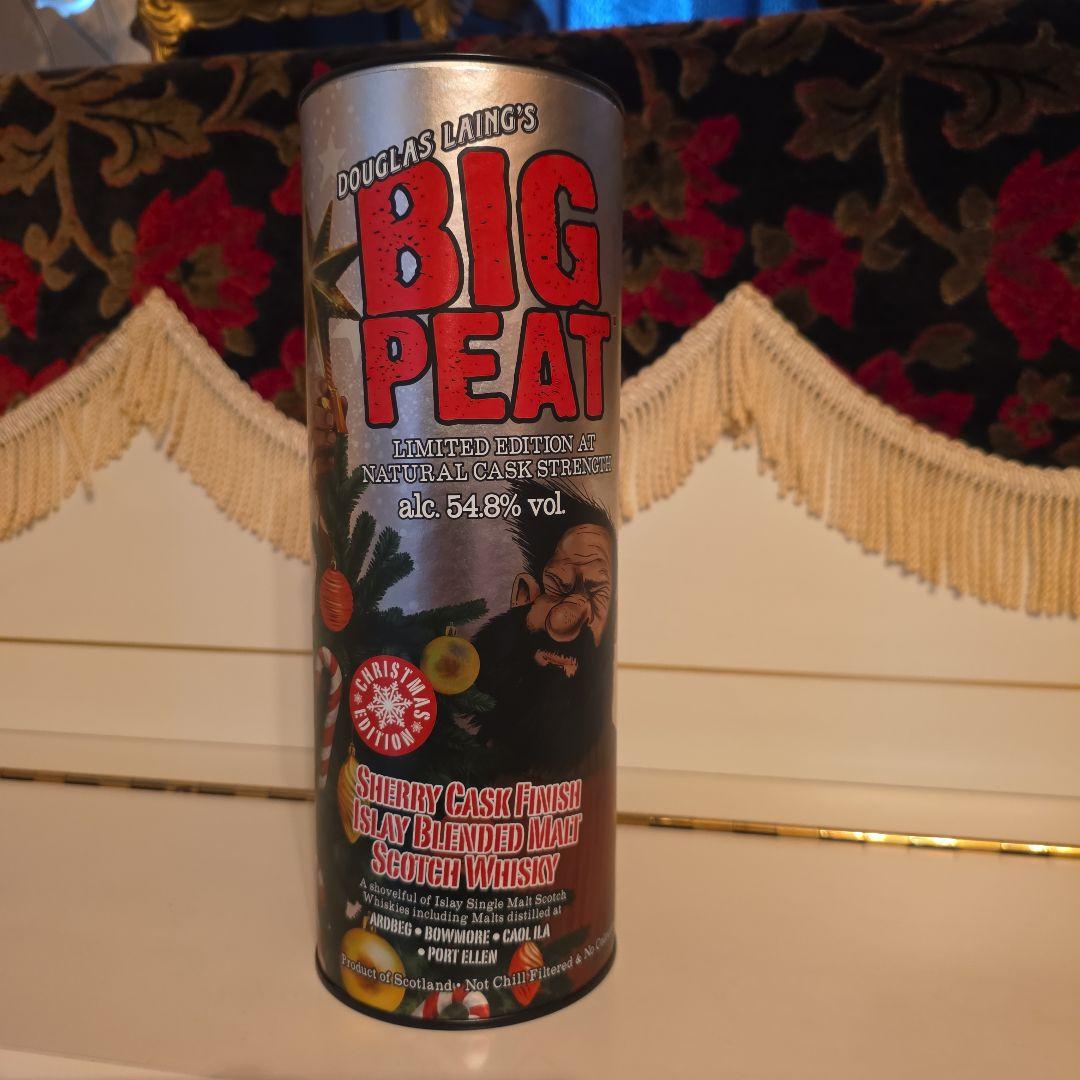 DOUGLAS LAING'S
BIG
PEAT
LIMITED EDITION AT
NATURAL CASK STRENGTH
alc. 54.8% vol.
CHRISTMAS
EDITION
SHERRY CASK FINISH
ISLAY BLENDED MALT
SCOTCH WHISKY
A shovelful of Islay Single Malt Scotch
Whiskies including Malts distilled at
ARDBEG • BOWMORE • CAOL ILA
• PORT ELLEN
Product of Scotland • Not Chill Filtered & No